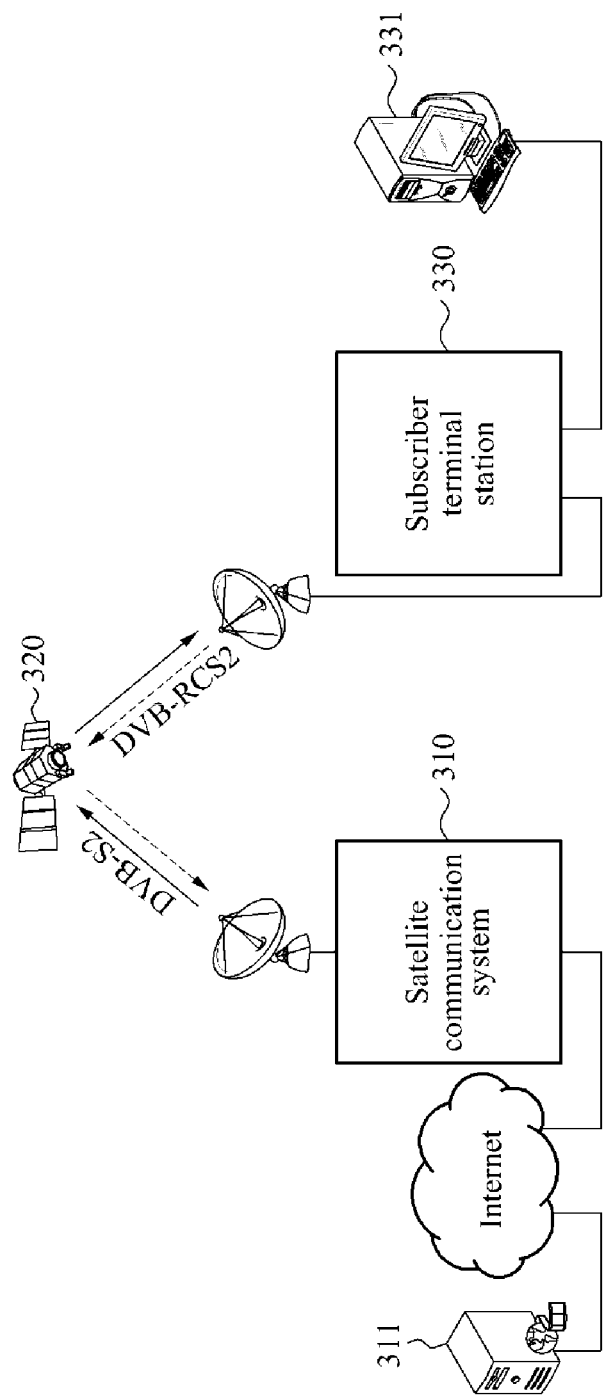 320
DVB-S2
DVB-RCS2
311
Internet
310
Satellite
communication
system
330
Subscriber
terminal
station
331